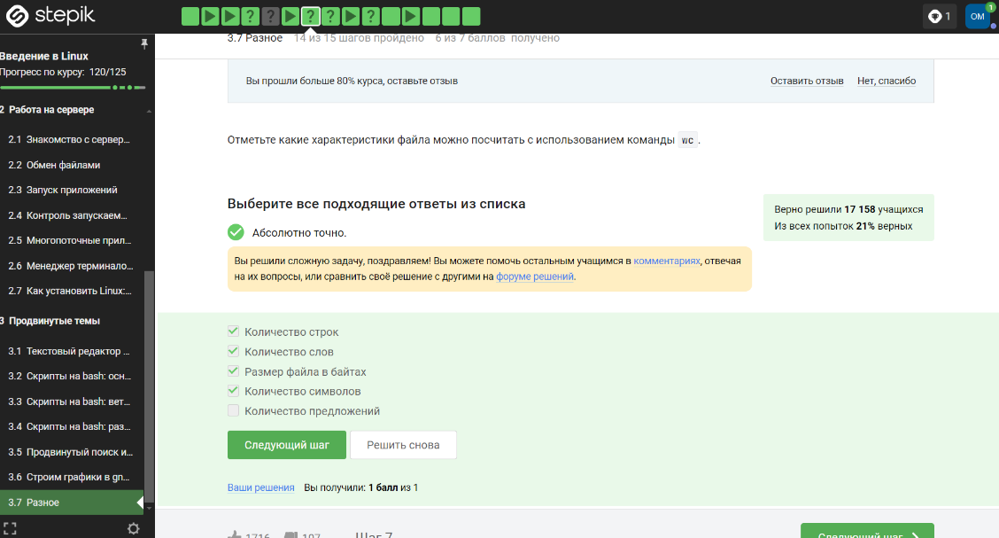 stepik
1
ОМ
1
3.7 Разное 14 из 15 шагов пройдено 6 из 7 баллов получено
Введение в Linux
Прогресс по курсу: 120/125
Вы прошли больше 80% курса, оставьте отзыв
Оставить отзыв
Нет, спасибо
2 Работа на сервере
2.1 Знакомство с сервер...
2.2 Обмен файлами
2.3 Запуск приложений
2.4 Контроль запускаем...
2.5 Многопоточные прил...
2.6 Менеджер терминало...
2.7 Как установить Linux:...
3 Продвинутые темы
3.1 Текстовый редактор ...
3.2 Скрипты на bash: осн...
3.3 Скрипты на bash: вет...
3.4 Скрипты на bash: раз...
3.5 Продвинутый поиск и...
3.6 Строим графики в gn...
3.7 Разное
Отметьте какие характеристики файла можно посчитать с использованием команды wc.
Выберите все подходящие ответы из списка
Абсолютно точно.
Вы решили сложную задачу, поздравляем! Вы можете помочь остальным учащимся в комментариях, отвечая
на их вопросы, или сравнить своё решение с другими на форуме решений.
Верно решили 17 158 учащихся
Из всех попыток 21% верных
Количество строк
Количество слов
Размер файла в байтах
Количество символов
Количество предложений
Следующий шаг
Решить снова
Ваши решения Вы получили: 1 балл из 1
1716
197
Шаг 7
Следующий шаг